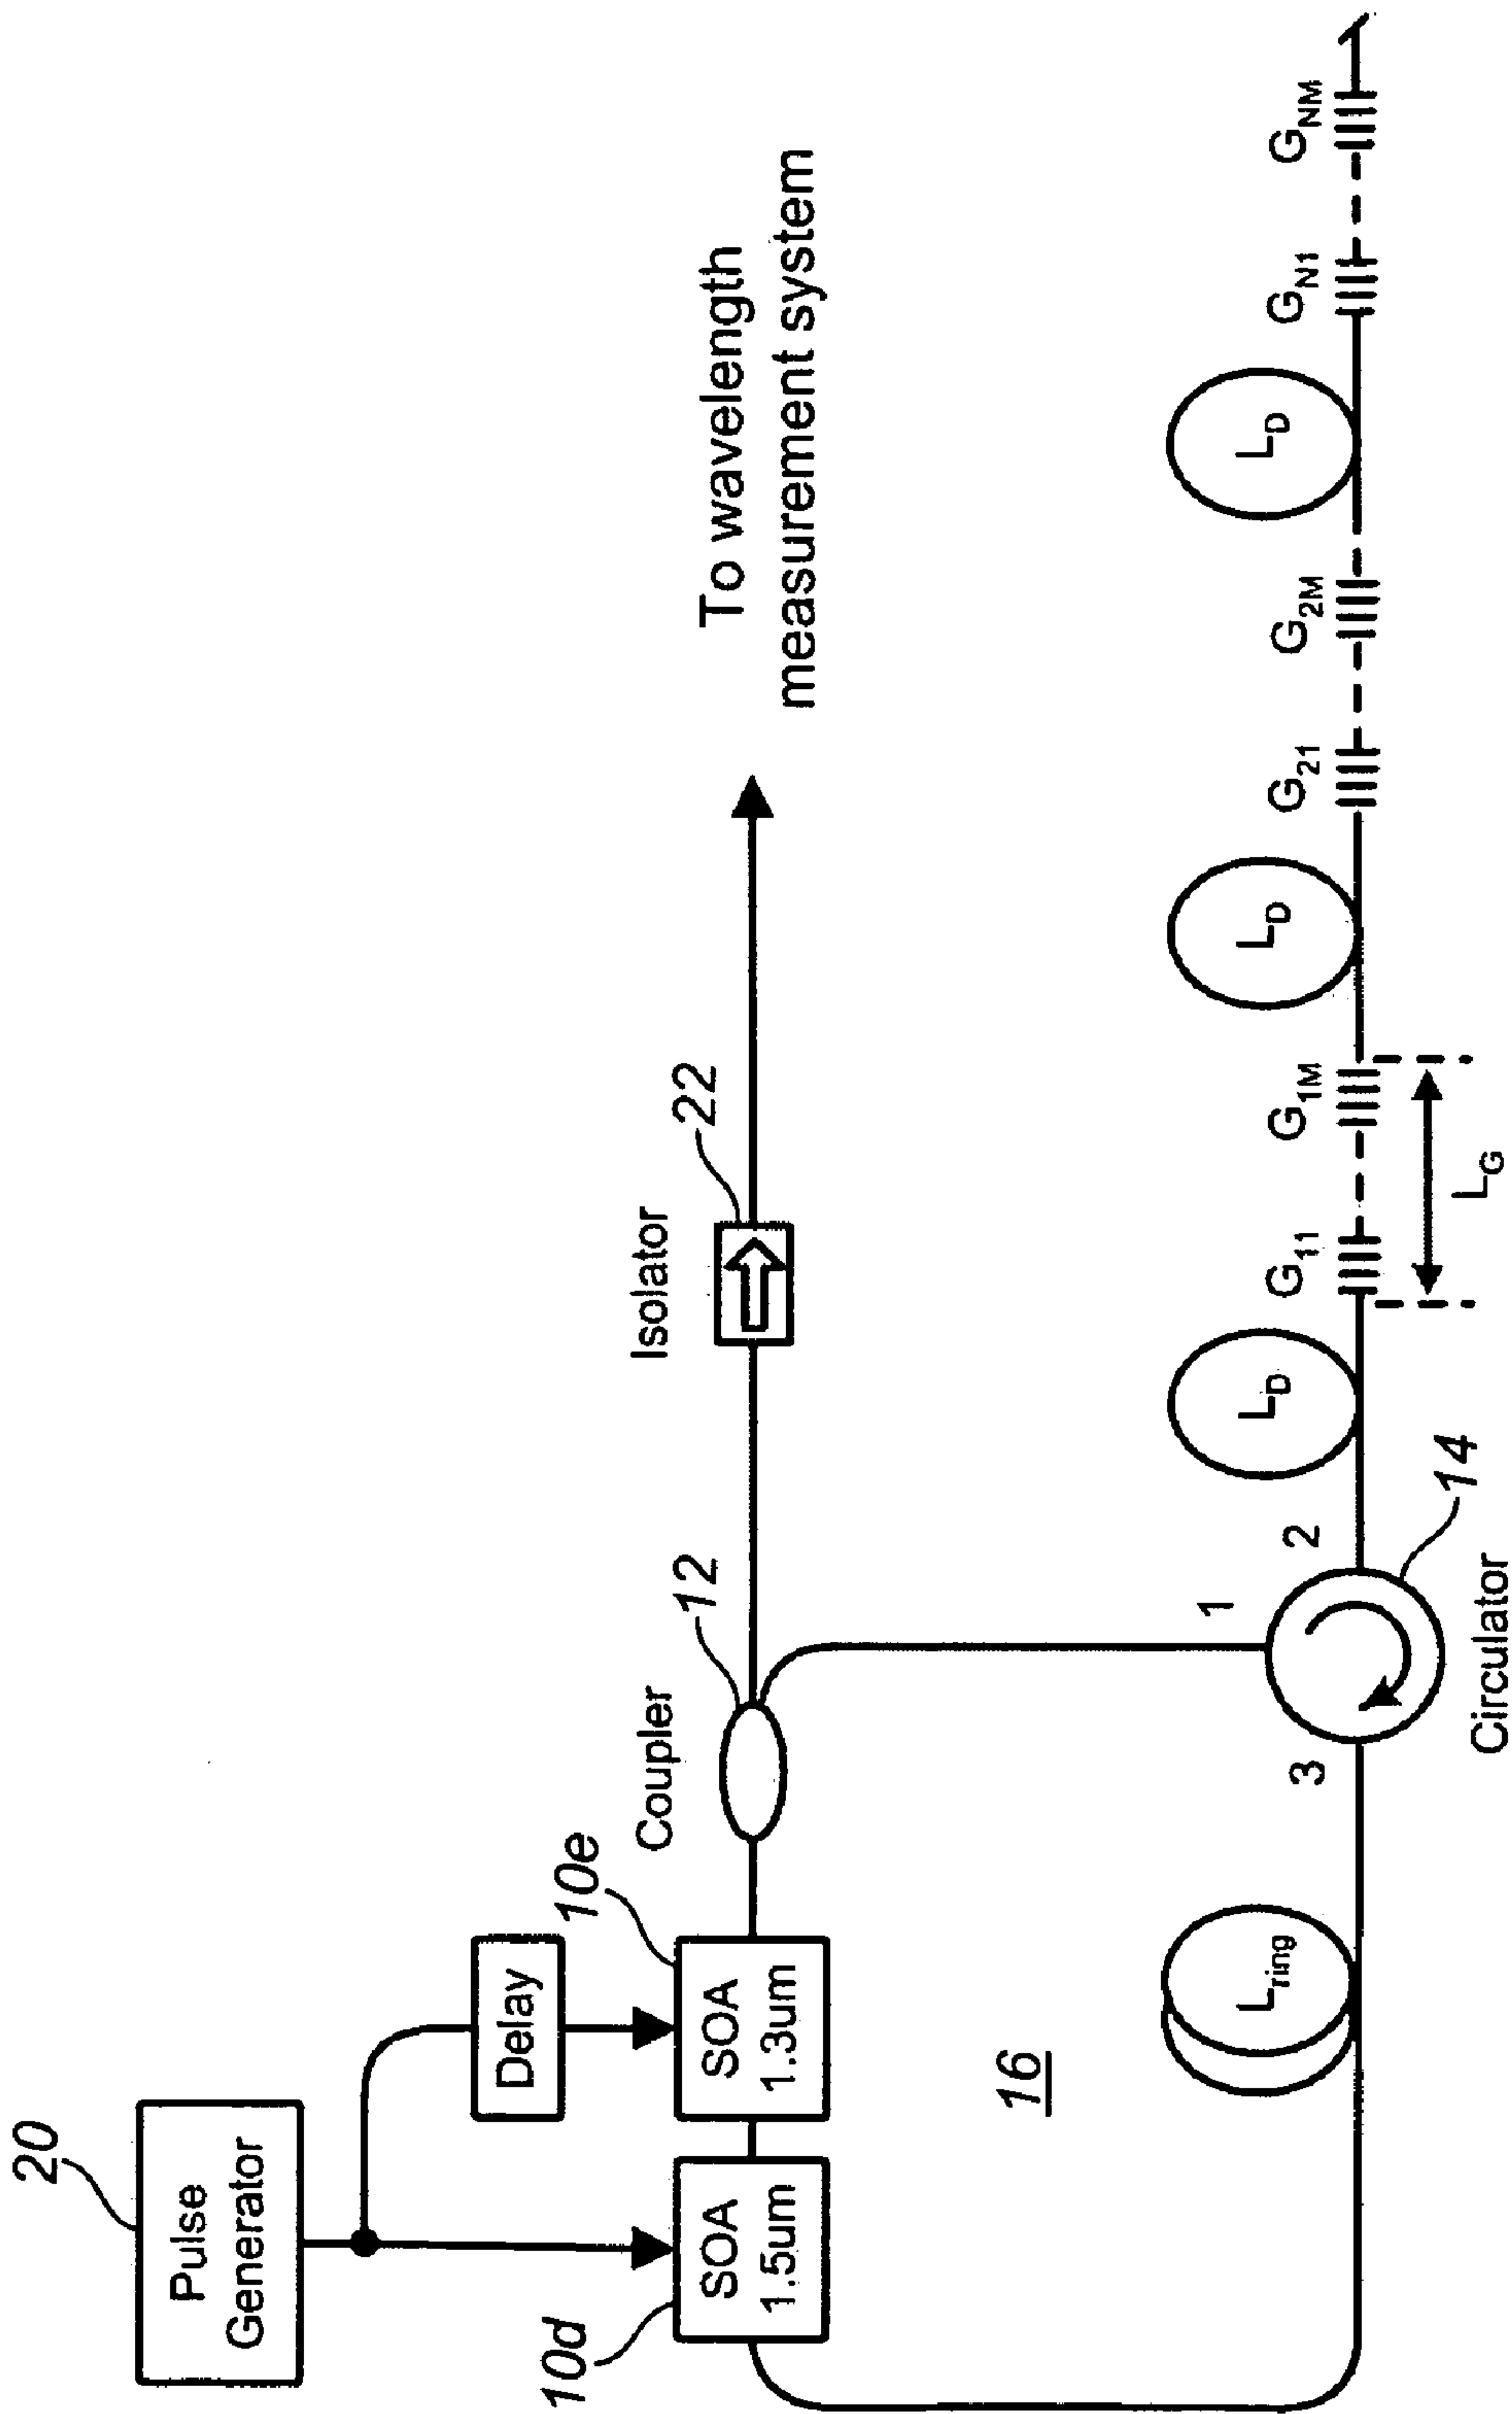 20
Pulse
Generator
Delay
10d
10e
SOA
1.5um
SOA
1.3um
Coupler
12
Isolator
22
To wavelength
measurement system
16
L_ring
3
1
2
Circulator
14
L_D
G_11
G_1M
L_G
L_D
G_21
G_2M
L_D
G_N1
G_NM